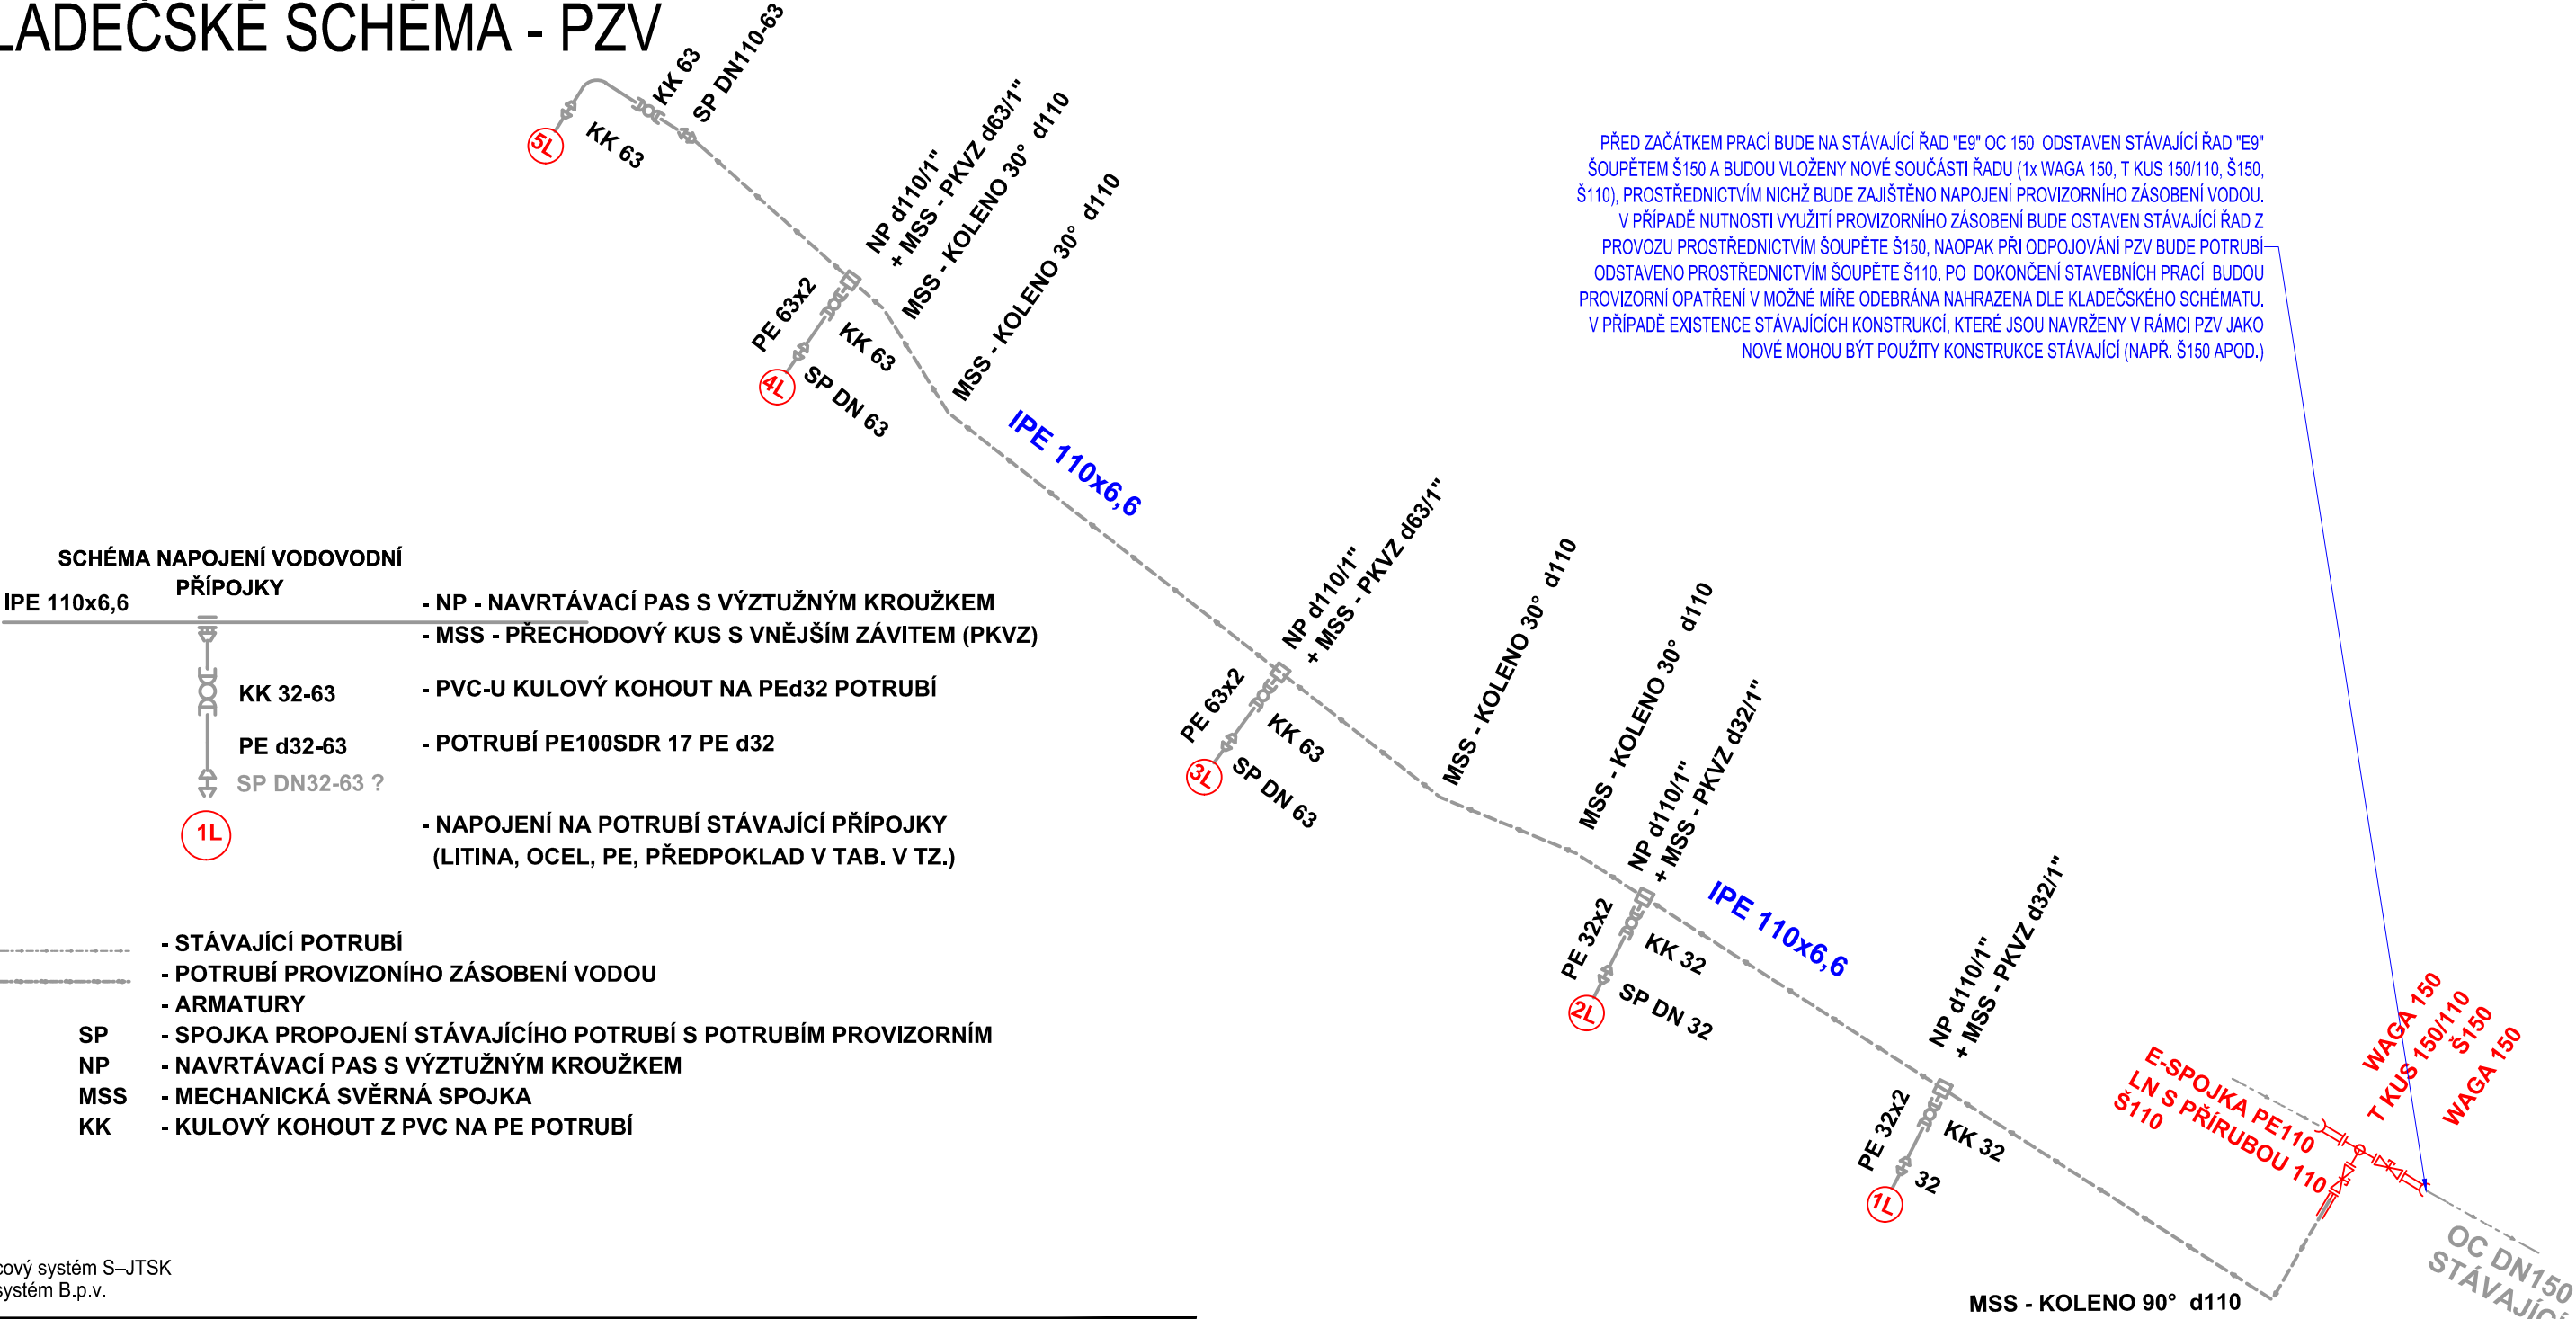 LADEČSKÉ SCHÉMA - PZV
KK 63
SP DN110-63
5L
KK 63
NP d110/1"
+ MSS - PKVZ d63/1"
MSS - KOLENO 30° d110
MSS - KOLENO 30° d110
PE 63x2
KK 63
4L
SP DN 63
IPE 110x6,6
PŘED ZAČÁTKEM PRACÍ BUDE NA STÁVAJÍCÍ ŘAD "E9" OC 150 ODSTAVEN STÁVAJÍCÍ ŘAD "E9"
ŠOUPĚTEM Š150 A BUDOU VLOŽENY NOVÉ SOUČÁSTI ŘADU (1x WAGA 150, T KUS 150/110, Š150,
Š110), PROSTŘEDNICTVÍM NICHŽ BUDE ZAJIŠTĚNO NAPOJENÍ PROVIZORNÍHO ZÁSOBENÍ VODOU.
V PŘÍPADĚ NUTNOSTI VYUŽITÍ PROVIZORNÍHO ZÁSOBENÍ BUDE OSTAVEN STÁVAJÍCÍ ŘAD Z
PROVOZU PROSTŘEDNICTVÍM ŠOUPĚTE Š150, NAOPAK PŘI ODPOJOVÁNÍ PZV BUDE POTRUBÍ
ODSTAVENO PROSTŘEDNICTVÍM ŠOUPĚTE Š110. PO DOKONČENÍ STAVEBNÍCH PRACÍ BUDOU
PROVIZORNÍ OPATŘENÍ V MOŽNÉ MÍŘE ODEBRÁNA NAHRAZENA DLE KLADEČSKÉHO SCHÉMATU.
V PŘÍPADĚ EXISTENCE STÁVAJÍCÍCH KONSTRUKCÍ, KTERÉ JSOU NAVRŽENY V RÁMCI PZV JAKO
NOVÉ MOHOU BÝT POUŽITY KONSTRUKCE STÁVAJÍCÍ (NAPŘ. Š150 APOD.)
NP d110/1"
+ MSS - PKVZ d63/1"
PE 63x2
KK 63
3L
SP DN 63
MSS - KOLENO 30° d110
MSS - KOLENO 30° d110
NP d110/1"
+ MSS - PKVZ d32/1"
PE 32x2
KK 32
2L
SP DN 32
IPE 110x6,6
NP d110/1"
+ MSS - PKVZ d32/1"
PE 32x2
KK 32
32
1L
E-SPOJKA PE110
LN S PŘÍRUBOU 110
Š110
WAGA 150
T KUS 150/110
Š150
WAGA 150
OC DN150
STÁVAJÍCÍ
MSS - KOLENO 90° d110
SCHÉMA NAPOJENÍ VODOVODNÍ
PŘÍPOJKY
IPE 110x6,6
- NP - NAVRTÁVACÍ PAS S VÝZTUŽNÝM KROUŽKEM
- MSS - PŘECHODOVÝ KUS S VNĚJŠÍM ZÁVITEM (PKVZ)
KK 32-63 - PVC-U KULOVÝ KOHOUT NA PEd32 POTRUBÍ
PE d32-63 - POTRUBÍ PE100SDR 17 PE d32
SP DN32-63 ?
1L
- NAPOJENÍ NA POTRUBÍ STÁVAJÍCÍ PŘÍPOJKY
(LITINA, OCEL, PE, PŘEDPOKLAD V TAB. V TZ.)
- STÁVAJÍCÍ POTRUBÍ
- POTRUBÍ PROVIZONÍHO ZÁSOBENÍ VODOU
- ARMATURY
SP - SPOJKA PROPOJENÍ STÁVAJÍCÍHO POTRUBÍ S POTRUBÍM PROVIZORNÍM
NP - NAVRTÁVACÍ PAS S VÝZTUŽNÝM KROUŽKEM
MSS - MECHANICKÁ SVĚRNÁ SPOJKA
KK - KULOVÝ KOHOUT Z PVC NA PE POTRUBÍ
cový systém S–JTSK
systém B.p.v.